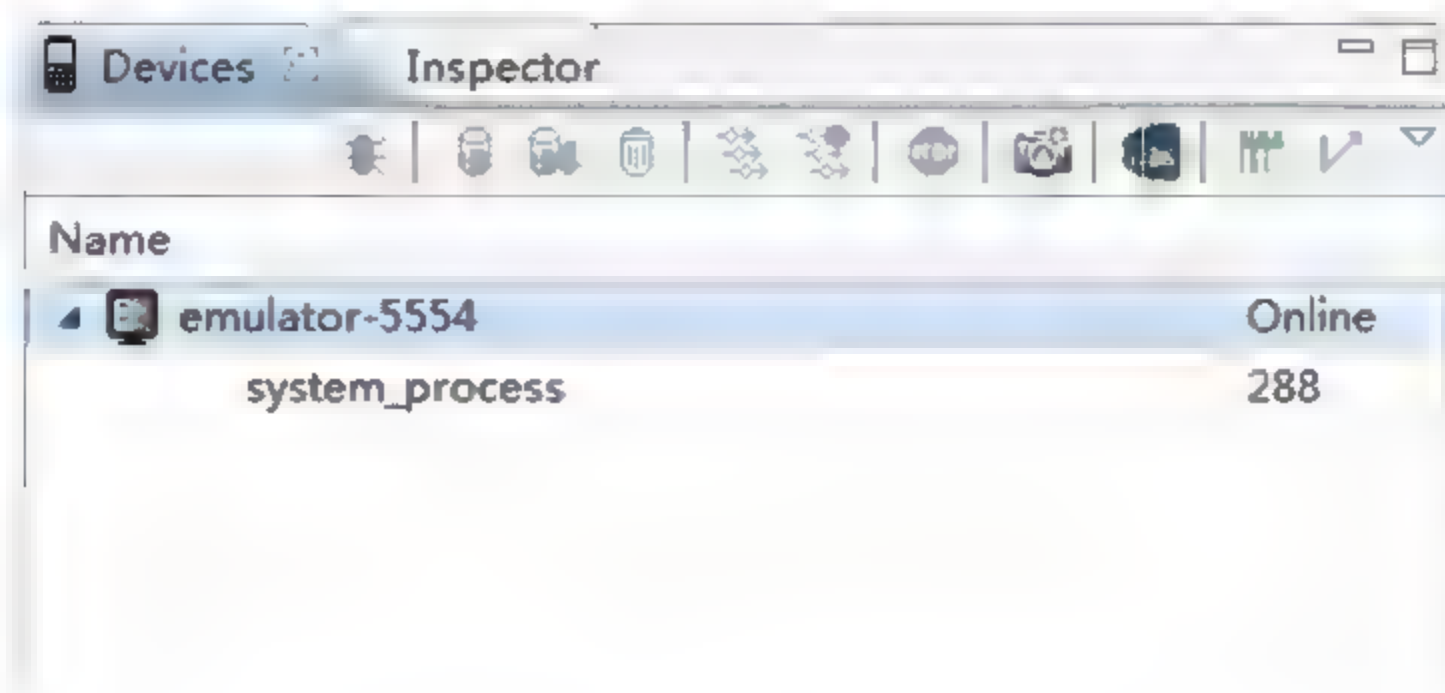 Devices Inspector
Name
emulator-5554 Online
system_process 288